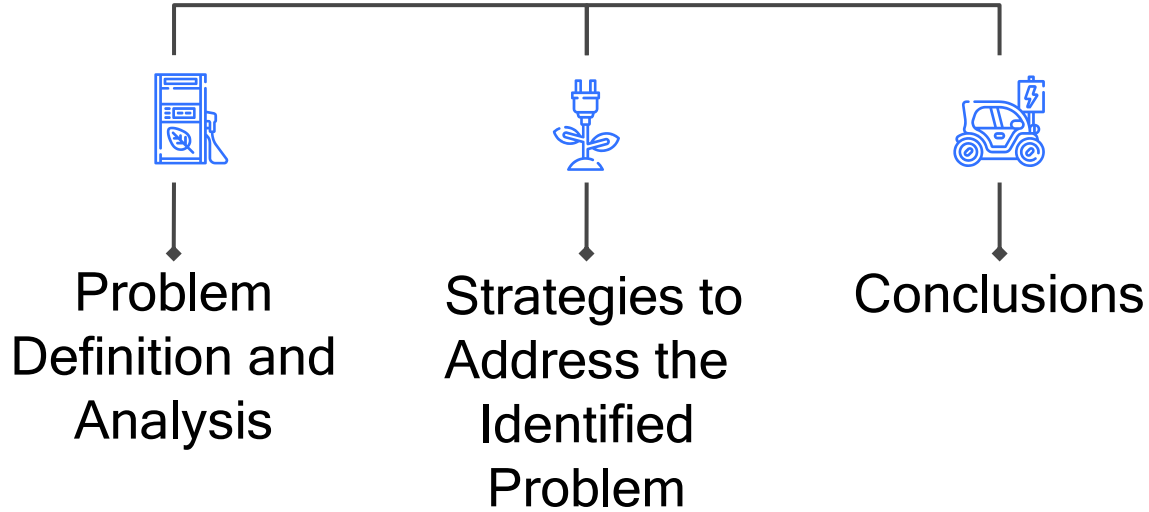 Problem
Definition and
Analysis
Strategies to
Address the
Identified
Problem
Conclusions